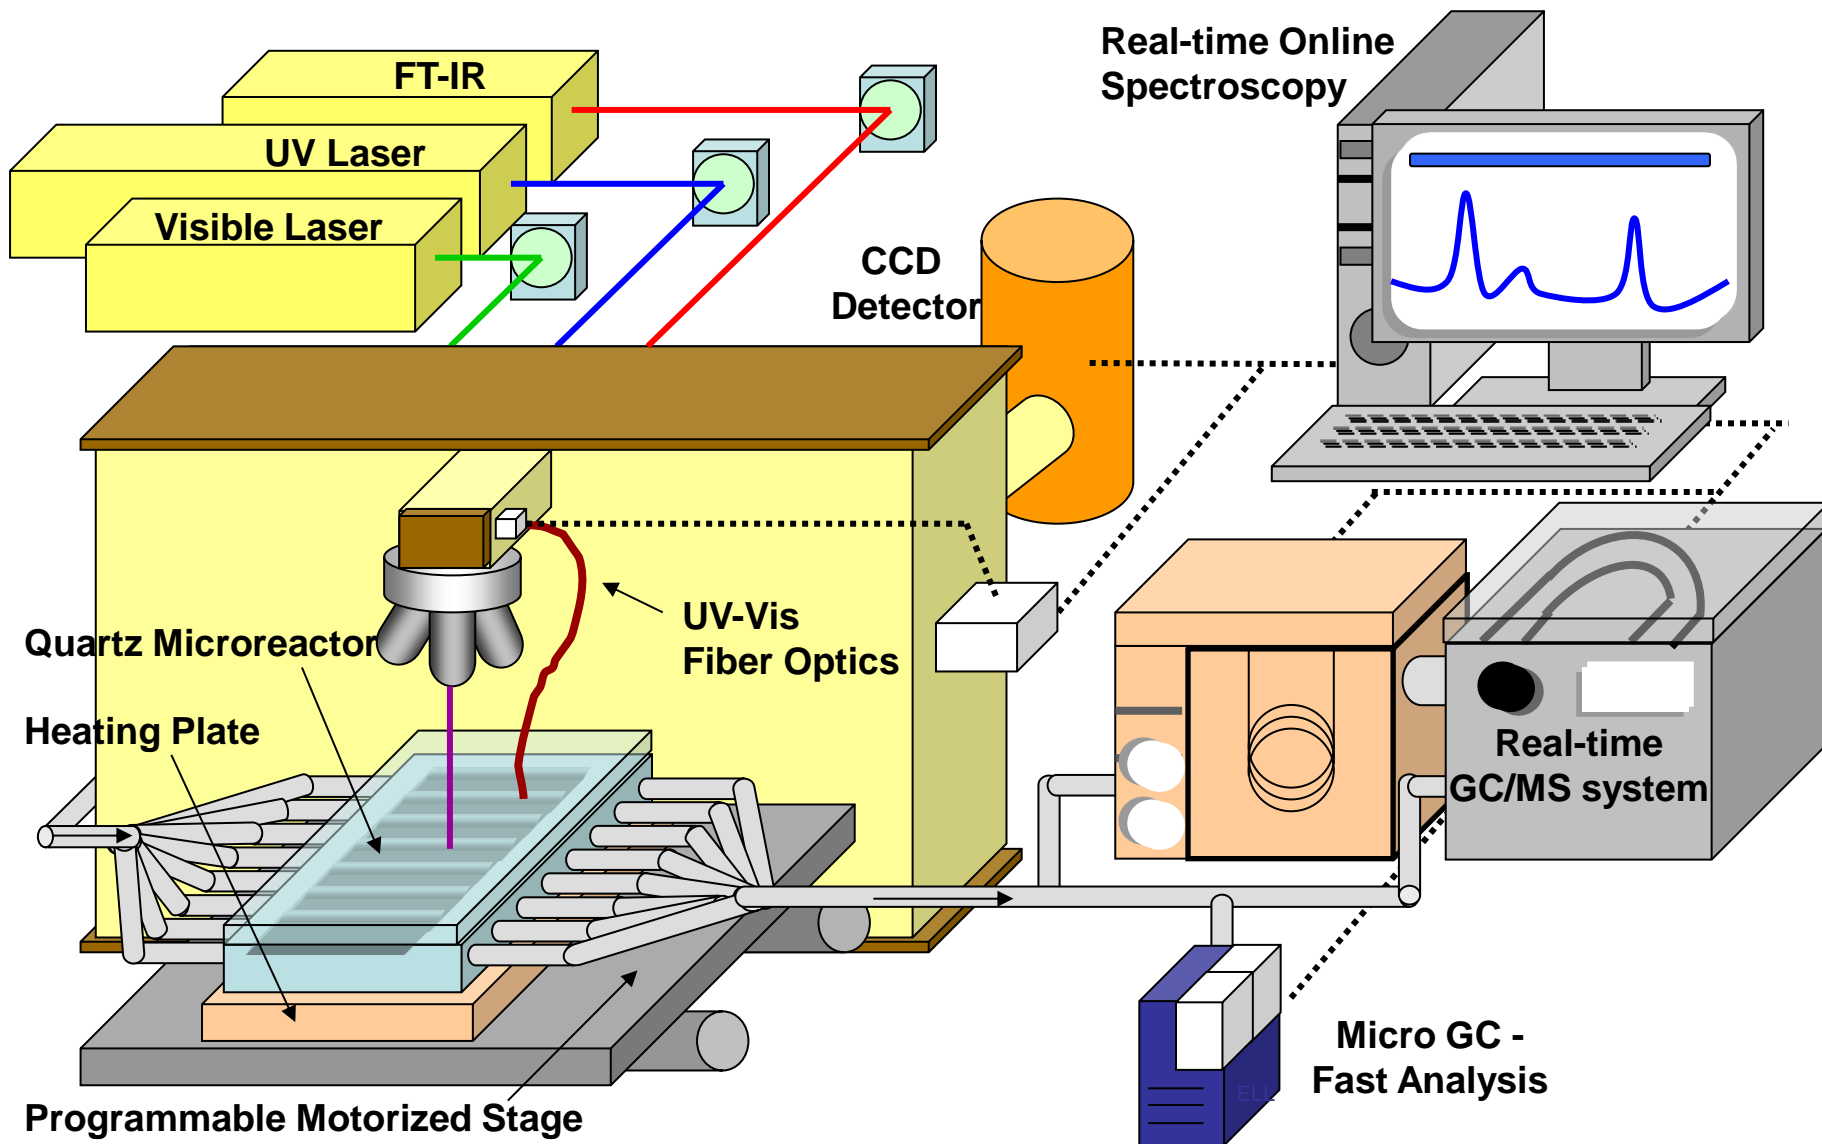 FT-IR
UV Laser
Visible Laser
Real-time Online
Spectroscopy
CCD
Detector
UV-Vis
Fiber Optics
Quartz Microreactor
Heating Plate
Real-time
GC/MS system
Micro GC -
Fast Analysis
ELL
Programmable Motorized Stage